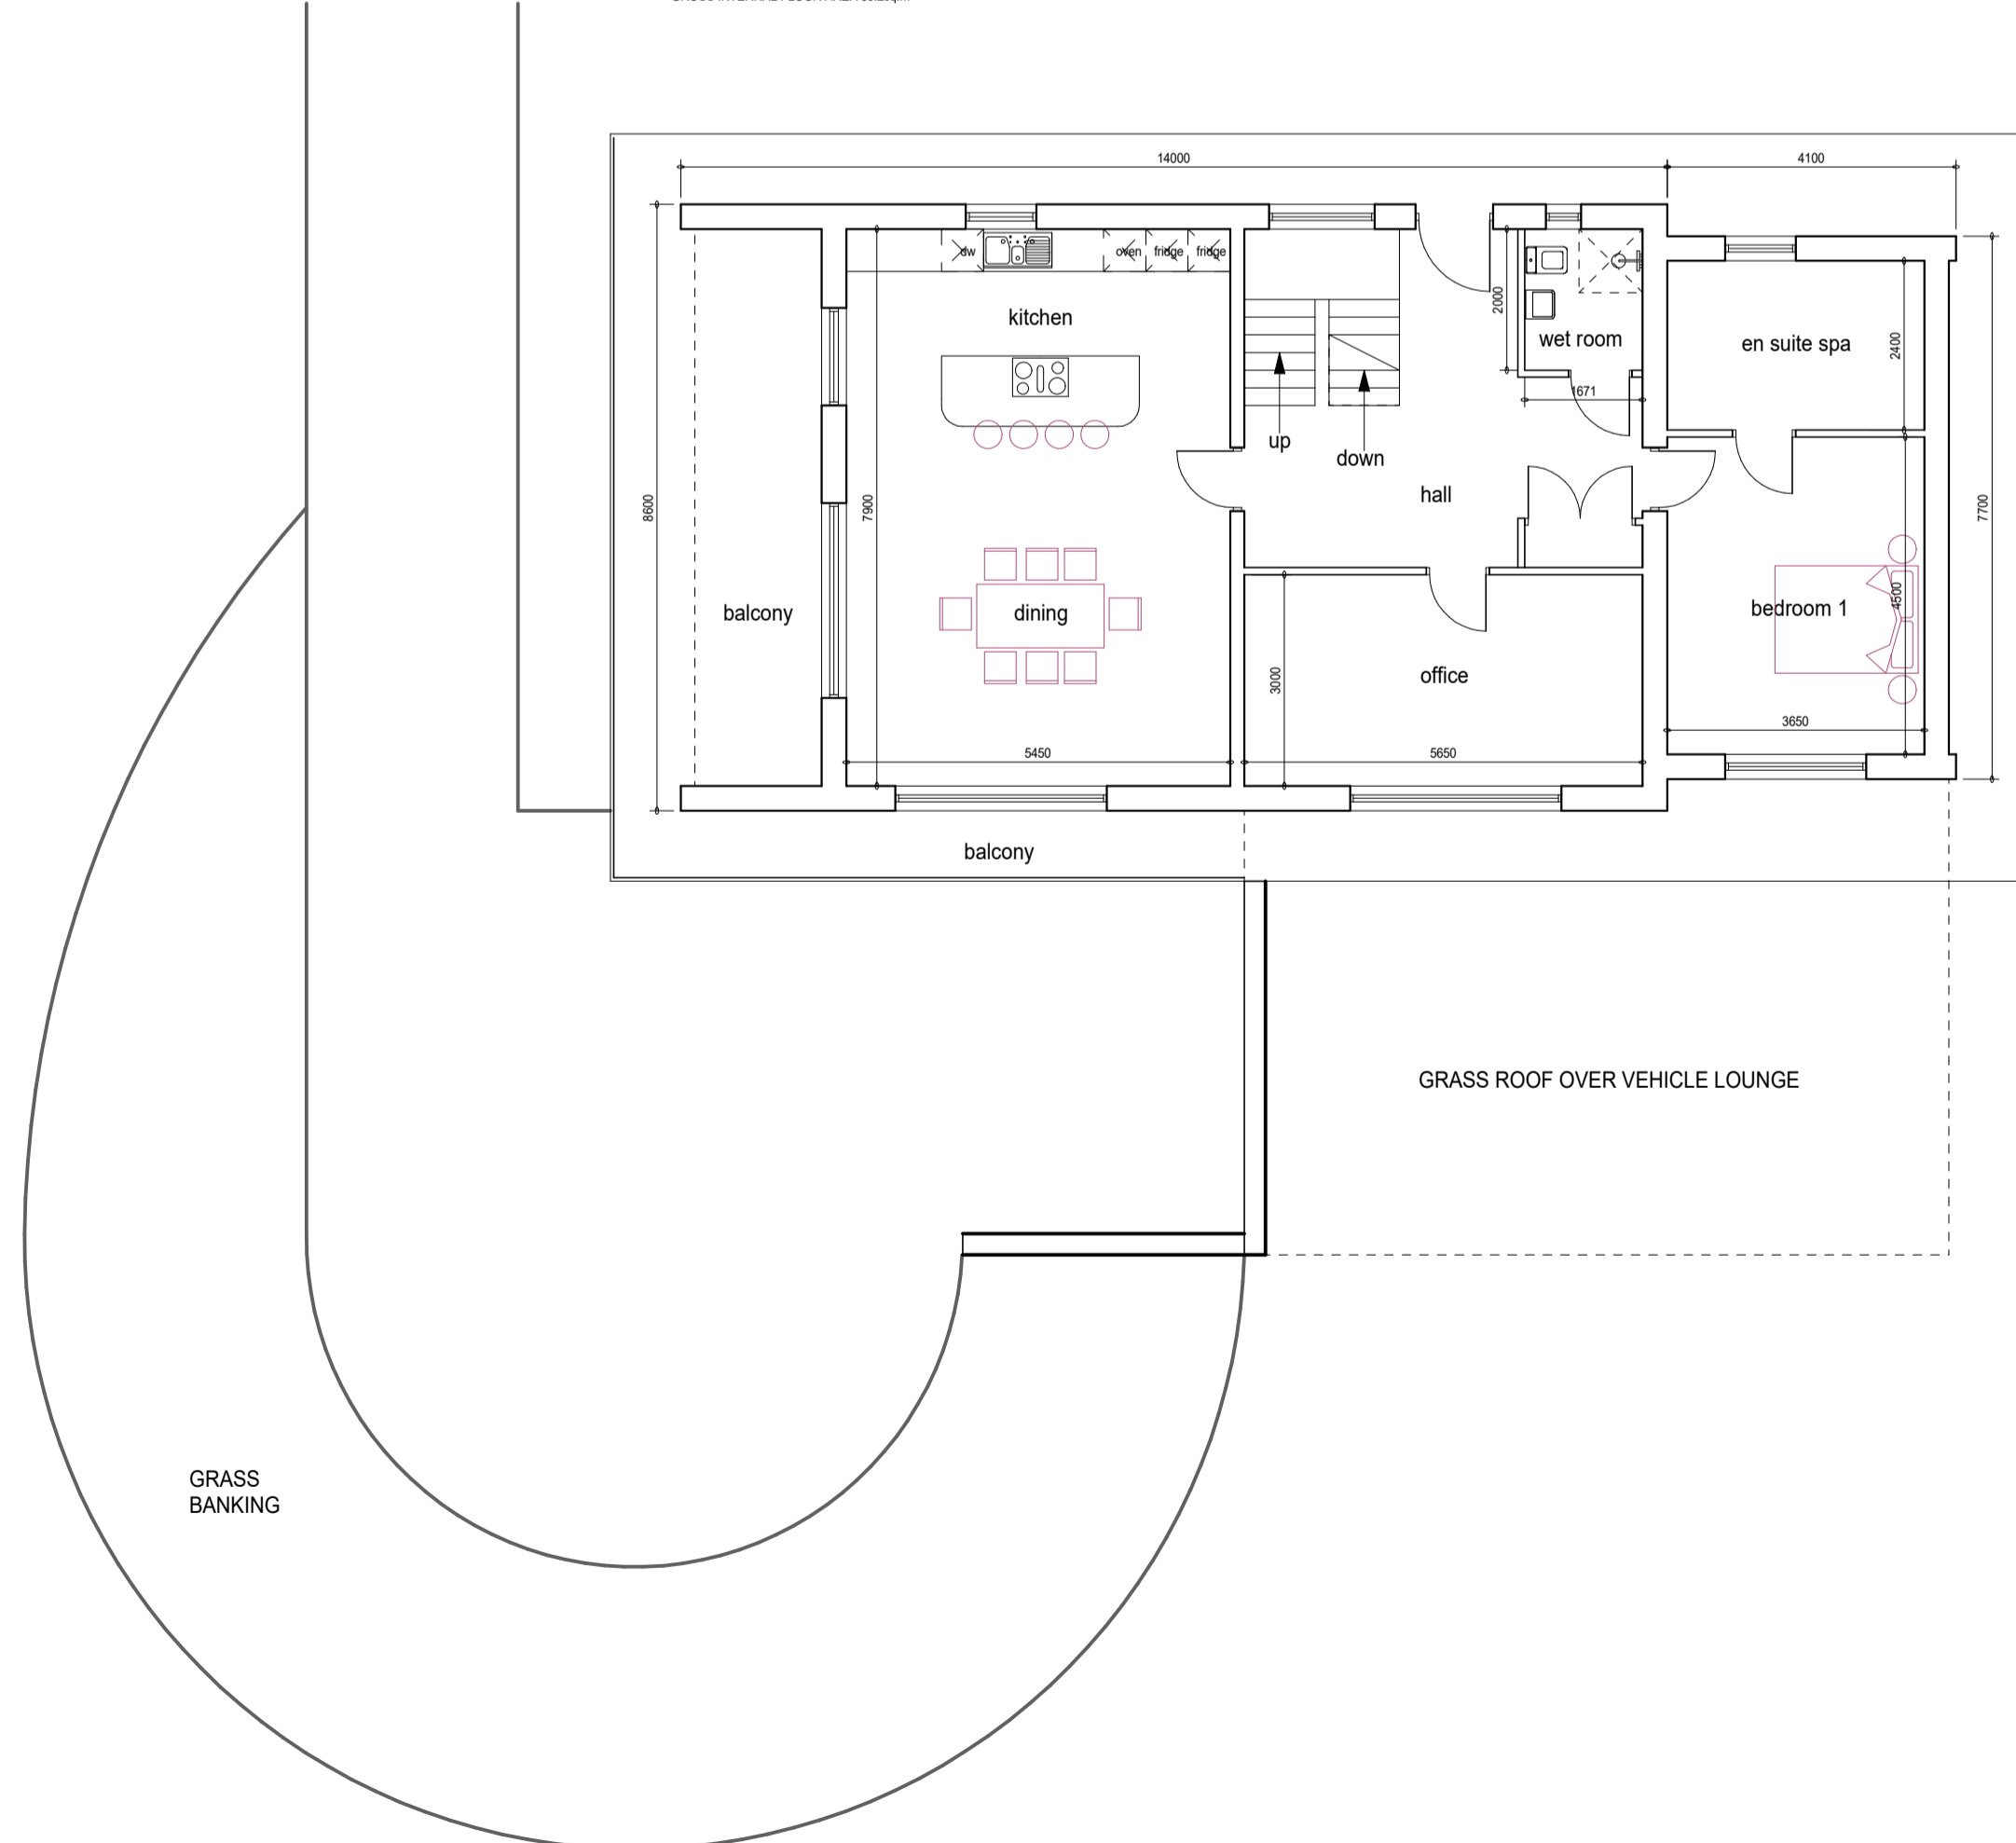 14000
4100
dw
oven
fridge
fridge
kitchen
2000
wet room
en suite spa
2400
1671
up
down
hall
8600
7900
7700
balcony
dining
bedroom 1
4500
office
3000
3650
5450
5650
balcony
GRASS ROOF OVER VEHICLE LOUNGE
GRASS
BANKING